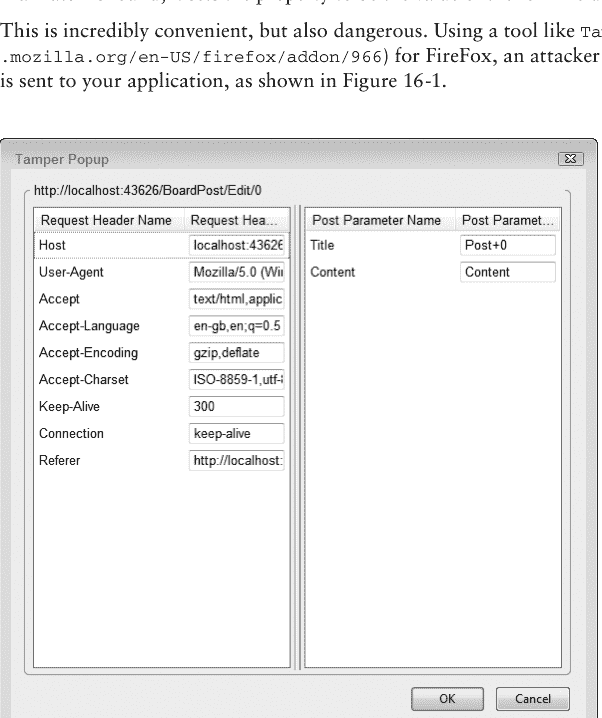 This is incredibly convenient, but also dangerous. Using a tool like Ta
.mozilla.org/en-US/firefox/addon/966) for FireFox, an attacker
is sent to your application, as shown in Figure 16-1.
Tamper Popup
http://localhost:43626/BoardPost/Edit/0
Request Header Name Request Hea... Post Parameter Name Post Paramet...
Host localhost:43626 Title Post+0
User-Agent Mozilla/5.0 (Wi Content Content
Accept text/html,applic
Accept-Language en-gb,en;q=0.5
Accept-Encoding gzip,deflate
Accept-Charset ISO-8859-1,utf-
Keep-Alive 300
Connection keep-alive
Referer http://localhost:
OK Cancel